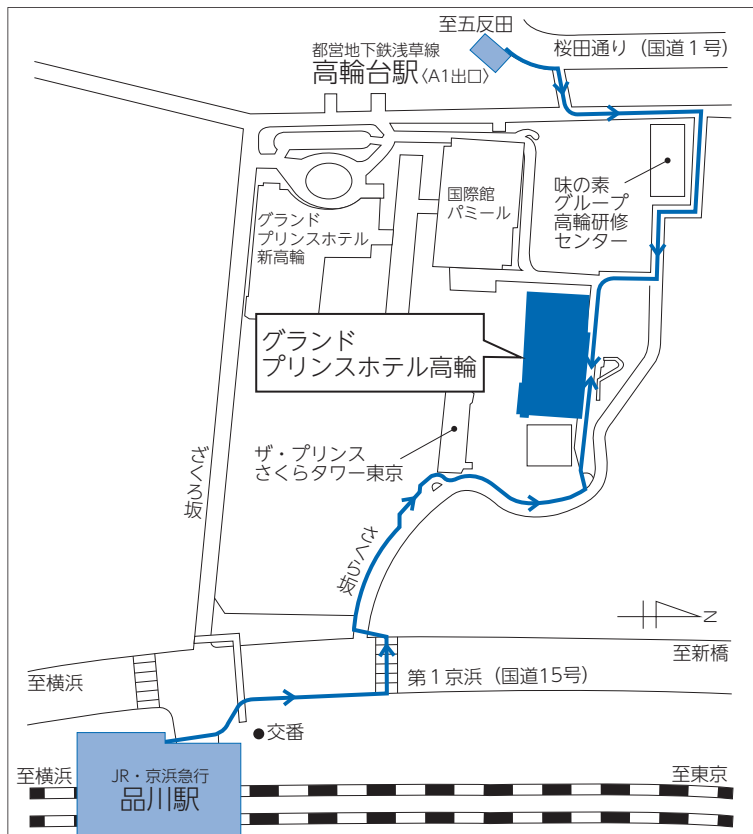 至五反田
桜田通り（国道1号）
都営地下鉄浅草線
高輪台駅〈A1出口〉
味の素
グループ
高輪研修
センター
国際館
パミール
グランド
プリンスホテル
新高輪
グランド
プリンスホテル高輪
ザ・プリンス
さくらタワー東京
ざくろ坂
さくら坂
N
至新橋
至横浜
第1京浜（国道15号）
交番
至横浜
JR・京浜急行
品川駅
至東京